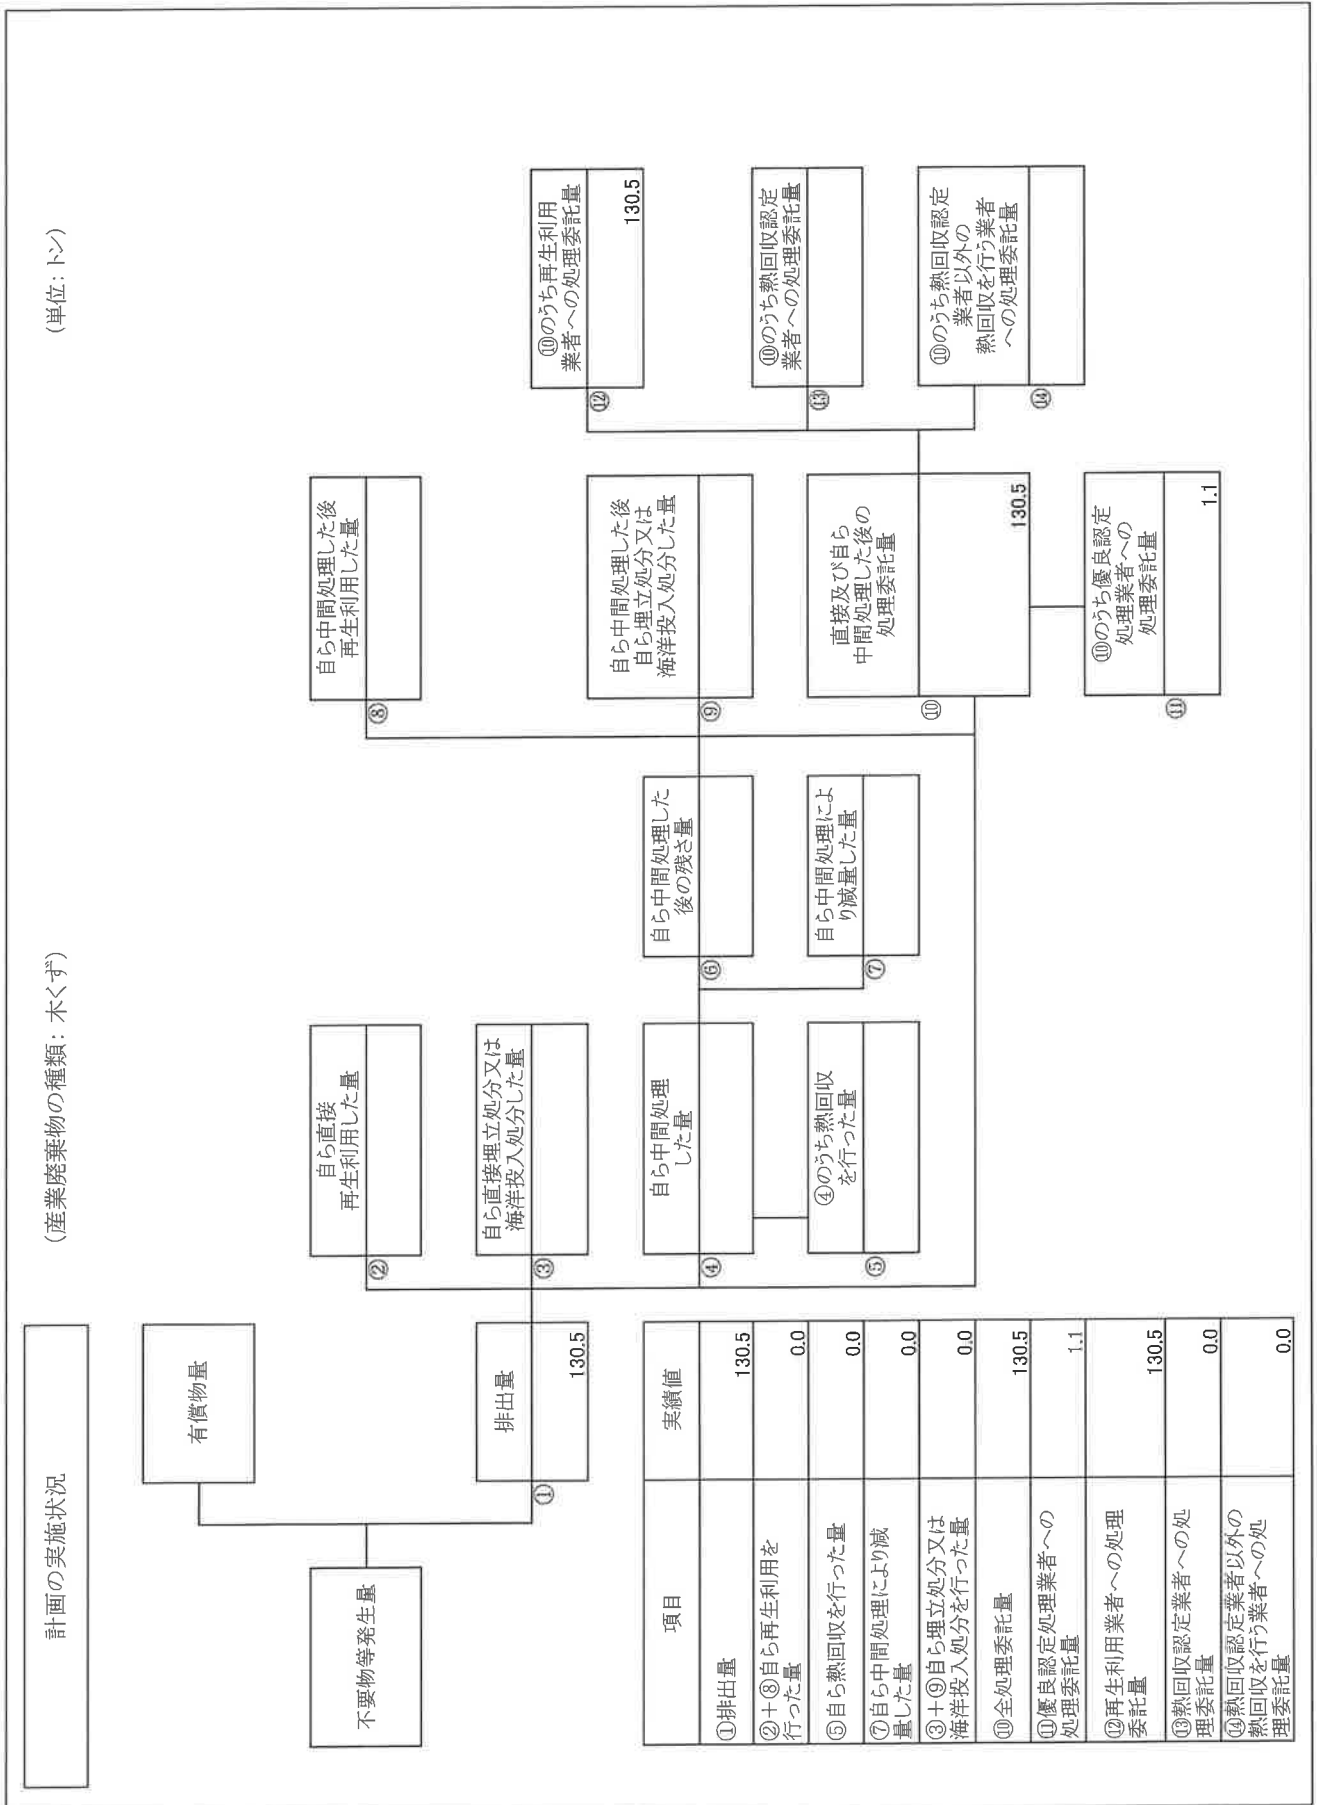 計画の実施状況
(産業廃棄物の種類：木くず)
(単位：トン)
不要物等発生量
有償物量
排出量
①
130.5
自ら直接
再生利用した量
②
自ら直接埋立処分又は
海洋投入処分した量
③
自ら中間処理
した量
④
④のうち熱回収
を行った量
⑤
自ら中間処理した
後の残さ量
⑥
自ら中間処理によ
り減量した量
⑦
自ら中間処理した後
再生利用した量
⑧
自ら中間処理した後
自ら埋立処分又は
海洋投入処分した量
⑨
直接及び自ら
中間処理した後の
処理委託量
⑩
130.5
⑩のうち優良認定
処理業者への
処理委託量
⑪
1.1
⑩のうち再生利用
業者への処理委託量
⑫
130.5
⑩のうち熱回収認定
業者への処理委託量
⑬
⑩のうち熱回収認定
業者以外の
熱回収を行う業者
への処理委託量
⑭
項目 実績値
①排出量 130.5
②+⑧自ら再生利用を
行った量 0.0
⑤自ら熱回収を行った量 0.0
⑦自ら中間処理により減
量した量 0.0
③+⑨自ら埋立処分又は
海洋投入処分を行った量 0.0
⑩全処理委託量 130.5
⑪優良認定処理業者への
処理委託量 1.1
⑫再生利用業者への処理
委託量 130.5
⑬熱回収認定業者への処
理委託量 0.0
⑭熱回収認定業者以外の
熱回収を行う業者への処
理委託量 0.0